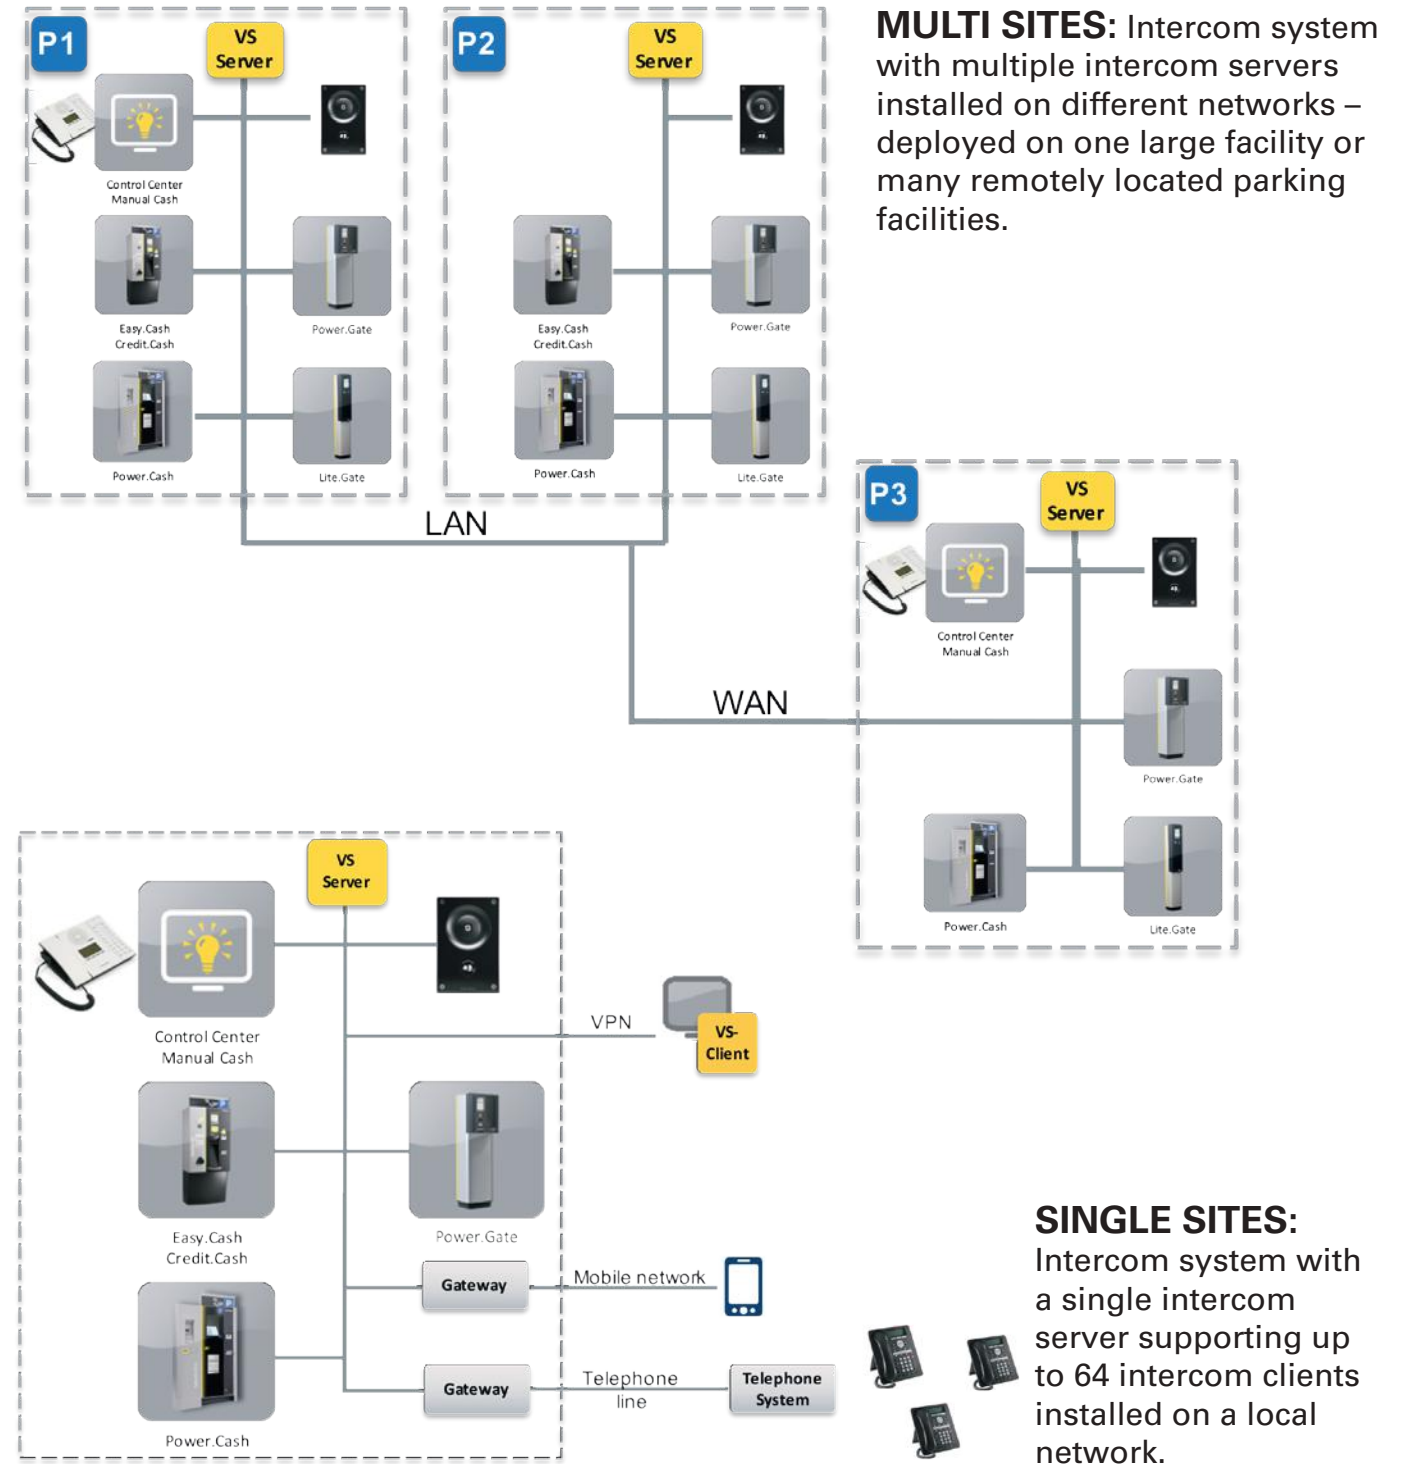 P1
VS
Server
Control Center
Manual Cash
Easy.Cash
Credit.Cash
Power.Gate
Power.Cash
Lite.Gate
P2
VS
Server
Easy.Cash
Credit.Cash
Power.Gate
Power.Cash
Lite.Gate
MULTI SITES: Intercom system
with multiple intercom servers
installed on different networks –
deployed on one large facility or
many remotely located parking
facilities.
LAN
WAN
P3
VS
Server
Control Center
Manual Cash
Power.Gate
Power.Cash
Lite.Gate
VS
Server
Control Center
Manual Cash
VPN
VS-
Client
Easy.Cash
Credit.Cash
Power.Gate
Gateway
Mobile network
Power.Cash
Gateway
Telephone
line
Telephone
System
SINGLE SITES:
Intercom system with
a single intercom
server supporting up
to 64 intercom clients
installed on a local
network.